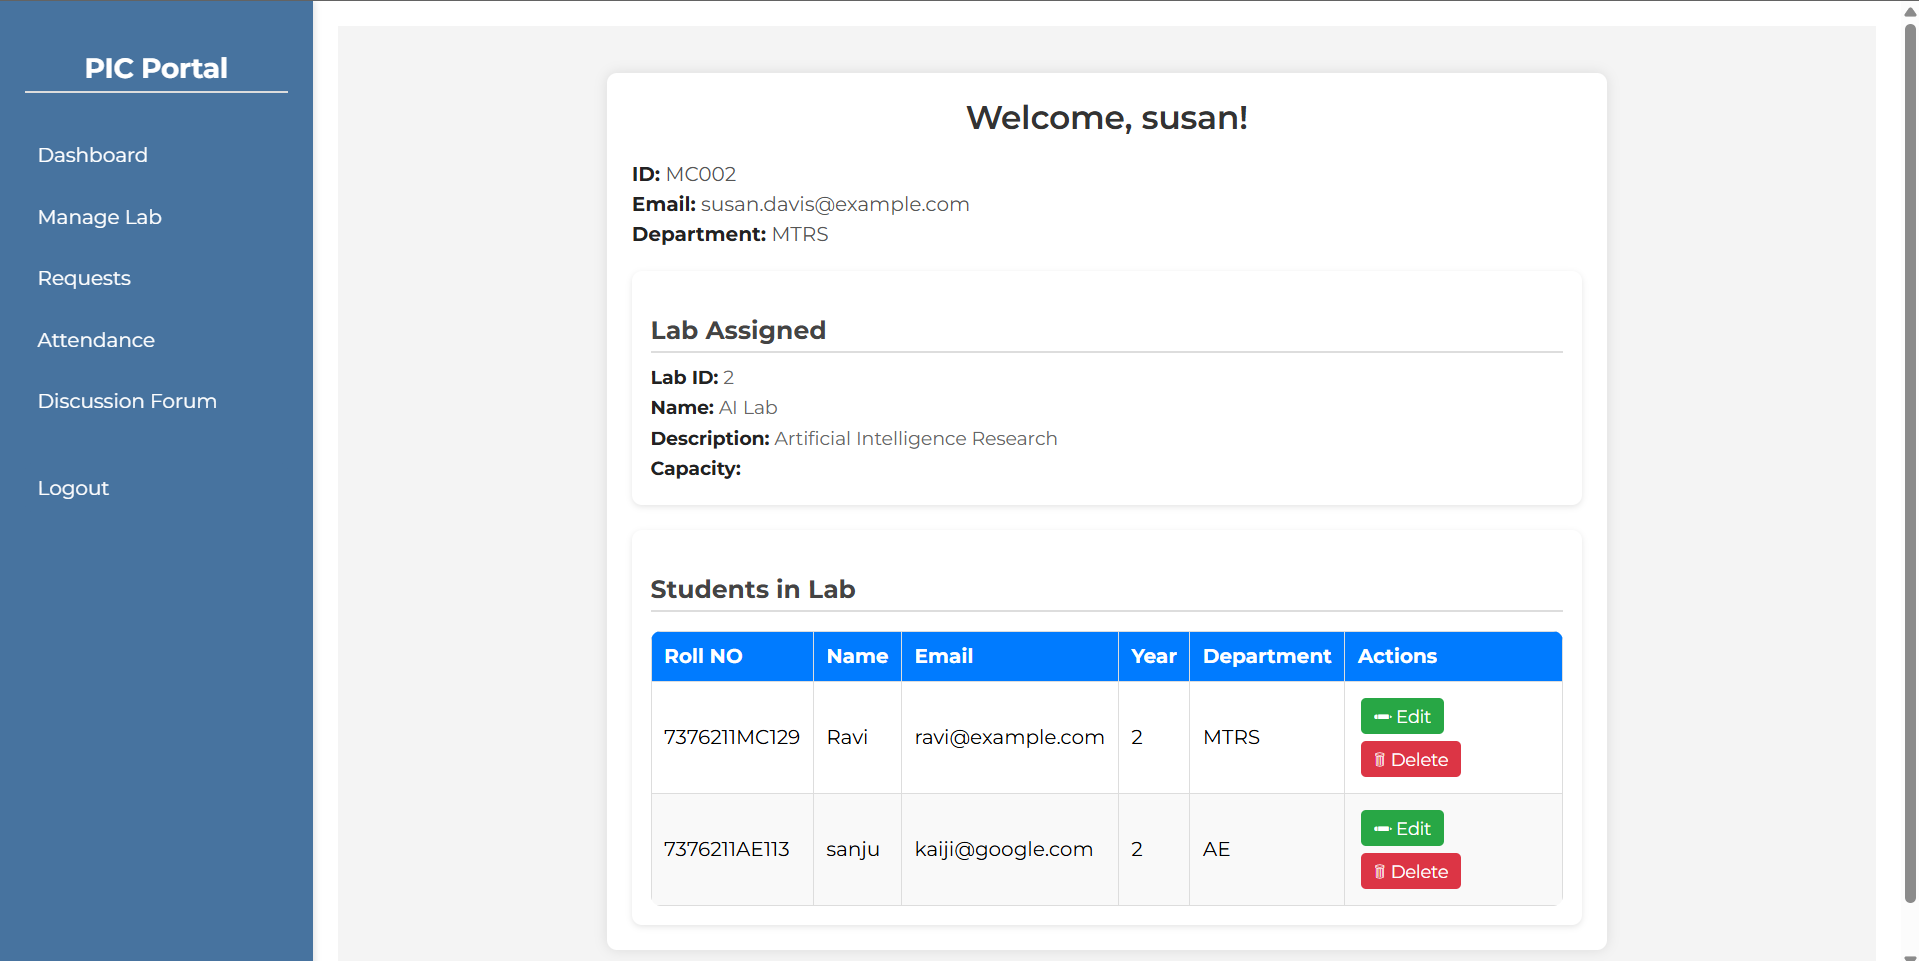 PIC Portal
Dashboard
Manage Lab
Requests
Attendance
Discussion Forum
Logout
Welcome, susan!
ID: MC002
Email: susan.davis@example.com
Department: MTRS
Lab Assigned
Lab ID: 2
Name: AI Lab
Description: Artificial Intelligence Research
Capacity:
Students in Lab
Roll NO Name Email Year Department Actions
7376211MC129 Ravi ravi@example.com 2 MTRS Edit
Delete
7376211AE113 sanju kaiji@google.com 2 AE Edit
Delete